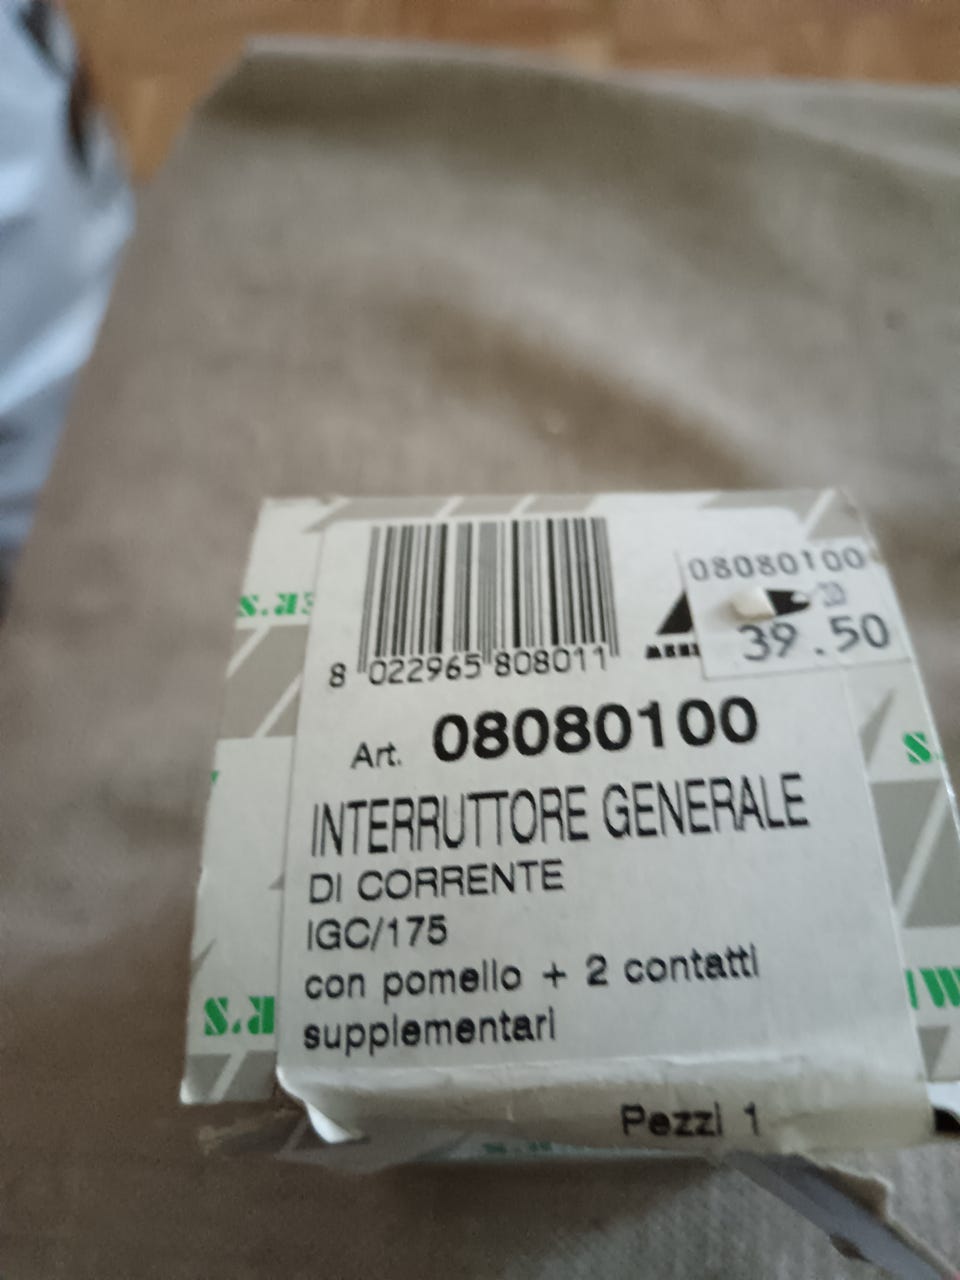 08080100
39.50
8 022965 808011
Art. 08080100
INTERRUTTORE GENERALE
DI CORRENTE
IGC/175
con pomello + 2 contatti
supplementari
Pezzi 1